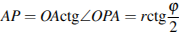 AP = OActg∠OPA = rctg φ/2